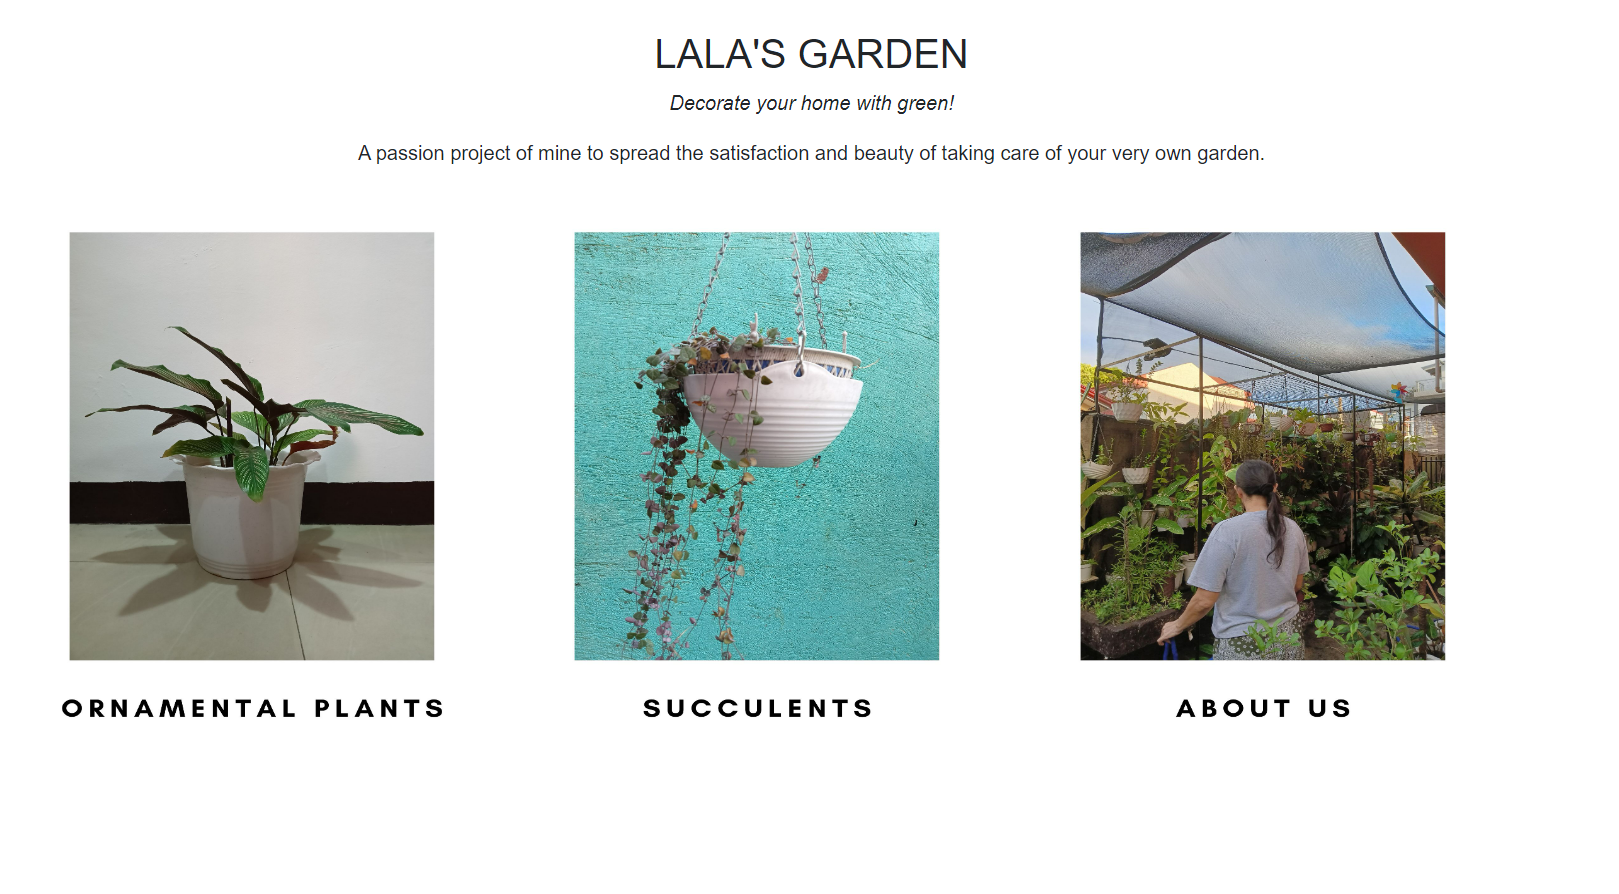 LALA'S GARDEN
Decorate your home with green!
A passion project of mine to spread the satisfaction and beauty of taking care of your very own garden.
ORNAMENTAL PLANTS
SUCCULENTS
ABOUT US